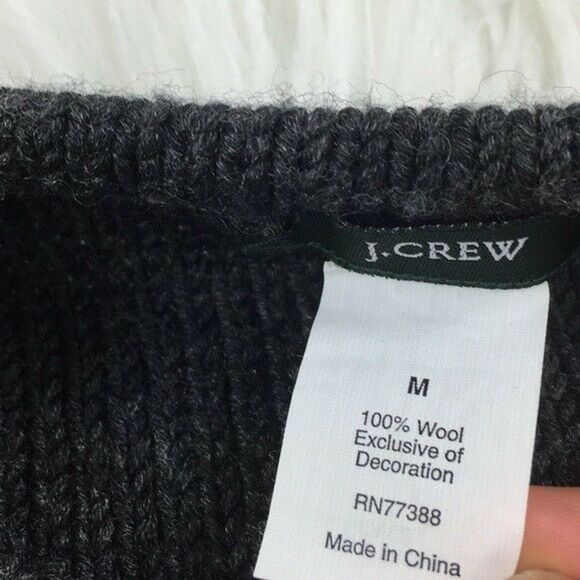 J.CREW
M
100% Wool
Exclusive of
Decoration
RN77388
Made in China